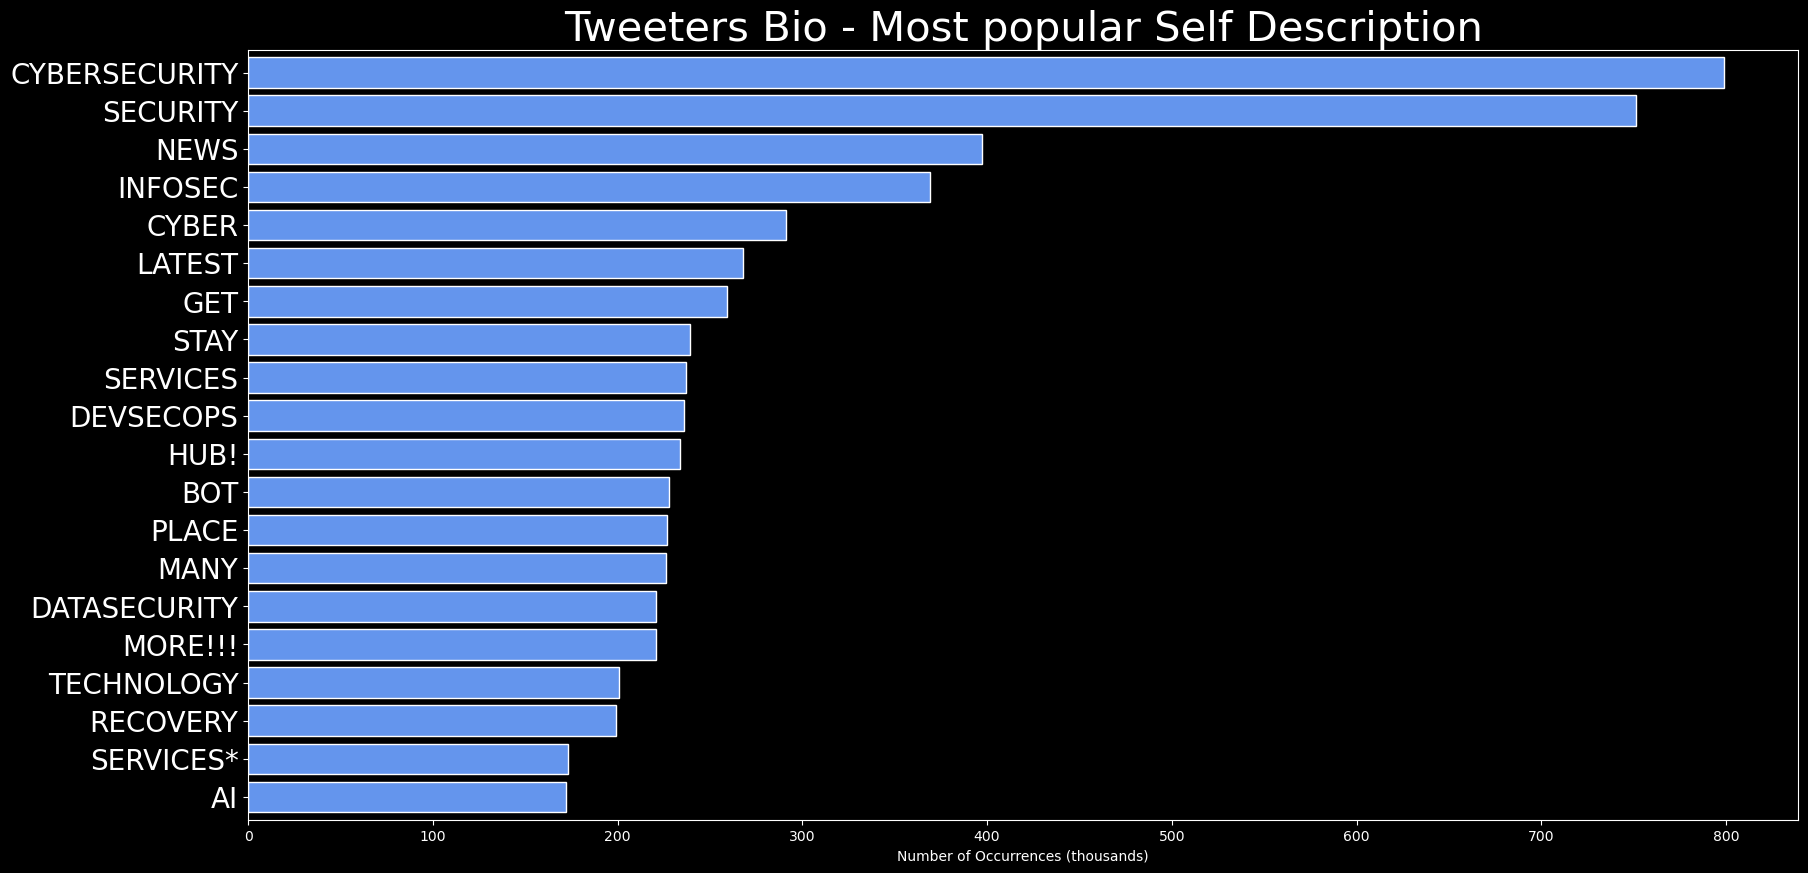 Tweeters Bio - Most popular Self Description
CYBERSECURITY
SECURITY
NEWS
INFOSEC
CYBER
LATEST
GET
STAY
SERVICES
DEVSECOPS
HUB!
BOT
PLACE
MANY
DATASECURITY
MORE!!!
TECHNOLOGY
RECOVERY
SERVICES*
AI
0 100 200 300 400 500 600 700 800
Number of Occurrences (thousands)